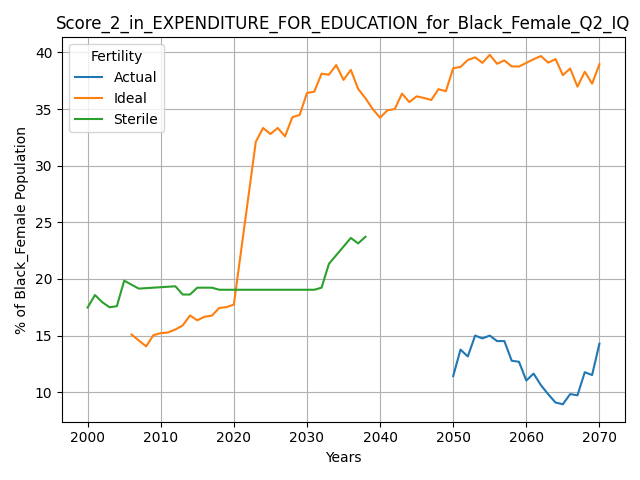 Score_2_in_EXPENDITURE_FOR_EDUCATION_for_Black_Female_Q2_IQ
Fertility
Actual
Ideal
Sterile
% of Black_Female Population
40
35
30
25
20
15
10
2000 2010 2020 2030 2040 2050 2060 2070
Years